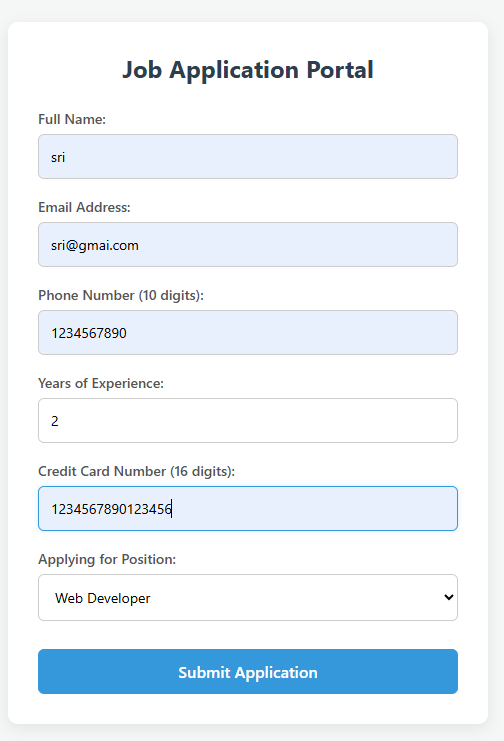 Job Application Portal
Full Name:
sri
Email Address:
sri@gmai.com
Phone Number (10 digits):
1234567890
Years of Experience:
2
Credit Card Number (16 digits):
1234567890123456
Applying for Position:
Web Developer
Submit Application